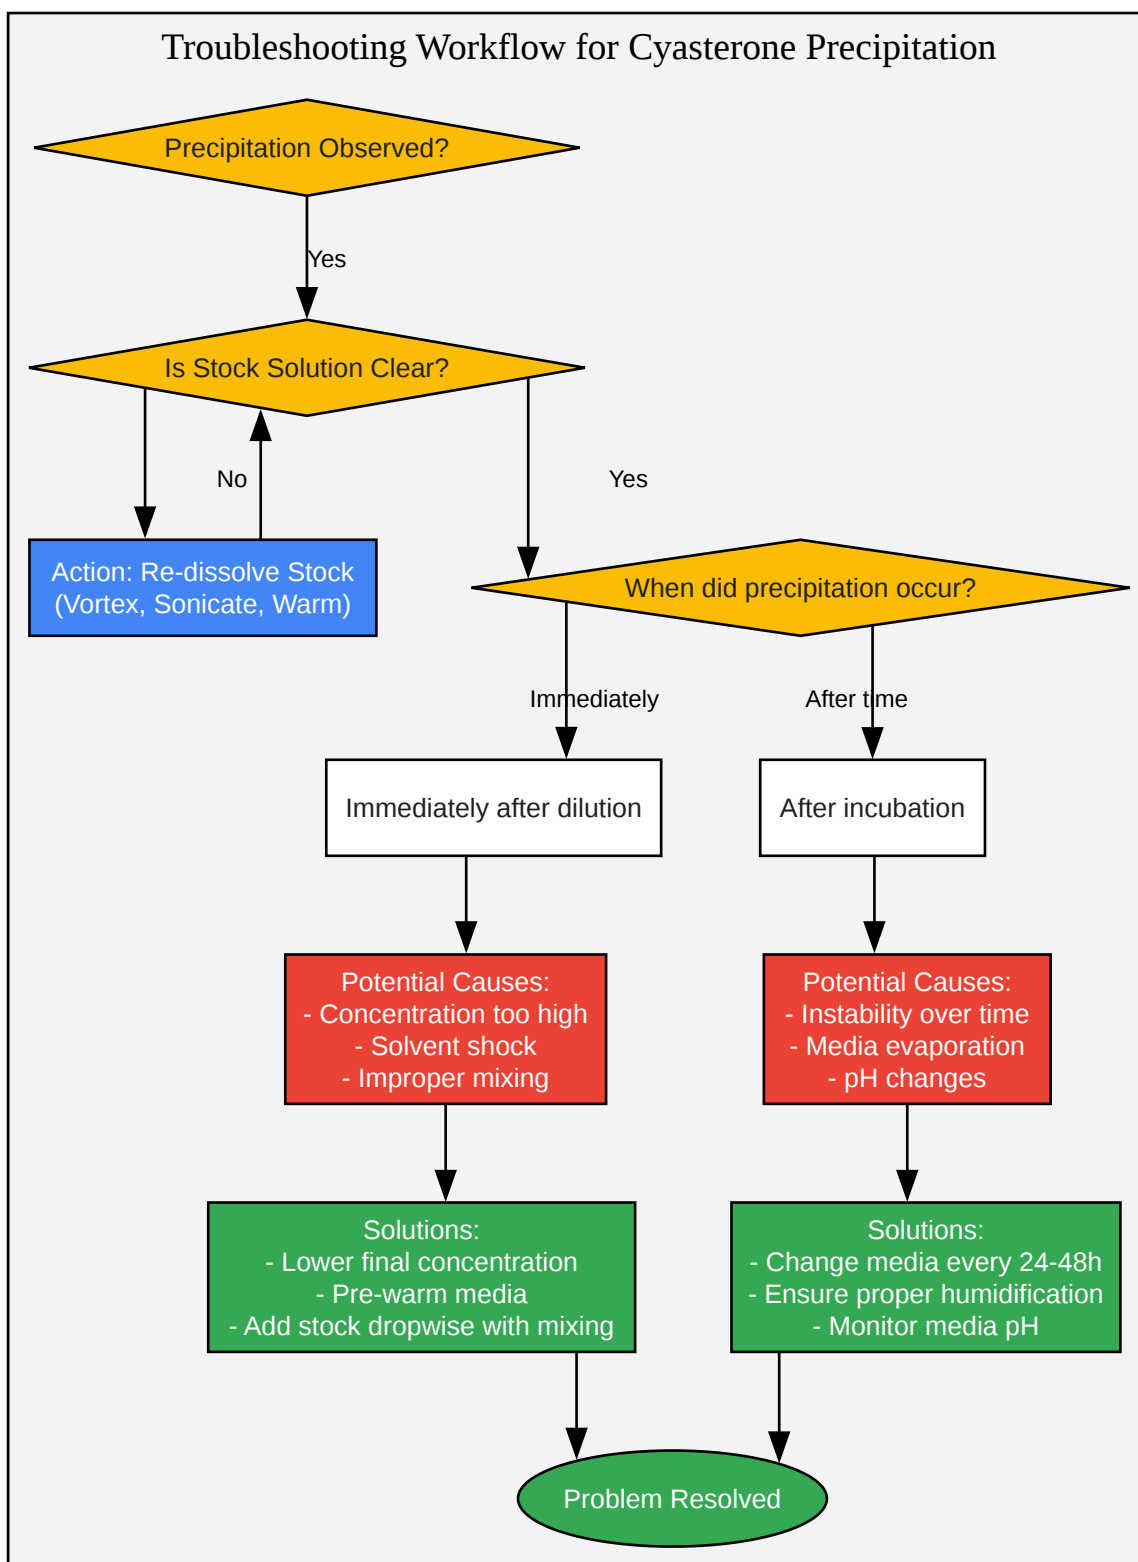 Troubleshooting Workflow for Cyasterone Precipitation
Precipitation Observed?
Yes
Is Stock Solution Clear?
No
Yes
Action: Re-dissolve Stock
(Vortex, Sonicate, Warm)
When did precipitation occur?
Immediately
After time
Immediately after dilution
After incubation
Potential Causes:
- Concentration too high
- Solvent shock
- Improper mixing
Potential Causes:
- Instability over time
- Media evaporation
- pH changes
Solutions:
- Lower final concentration
- Pre-warm media
- Add stock dropwise with mixing
Solutions:
- Change media every 24-48h
- Ensure proper humidification
- Monitor media pH
Problem Resolved